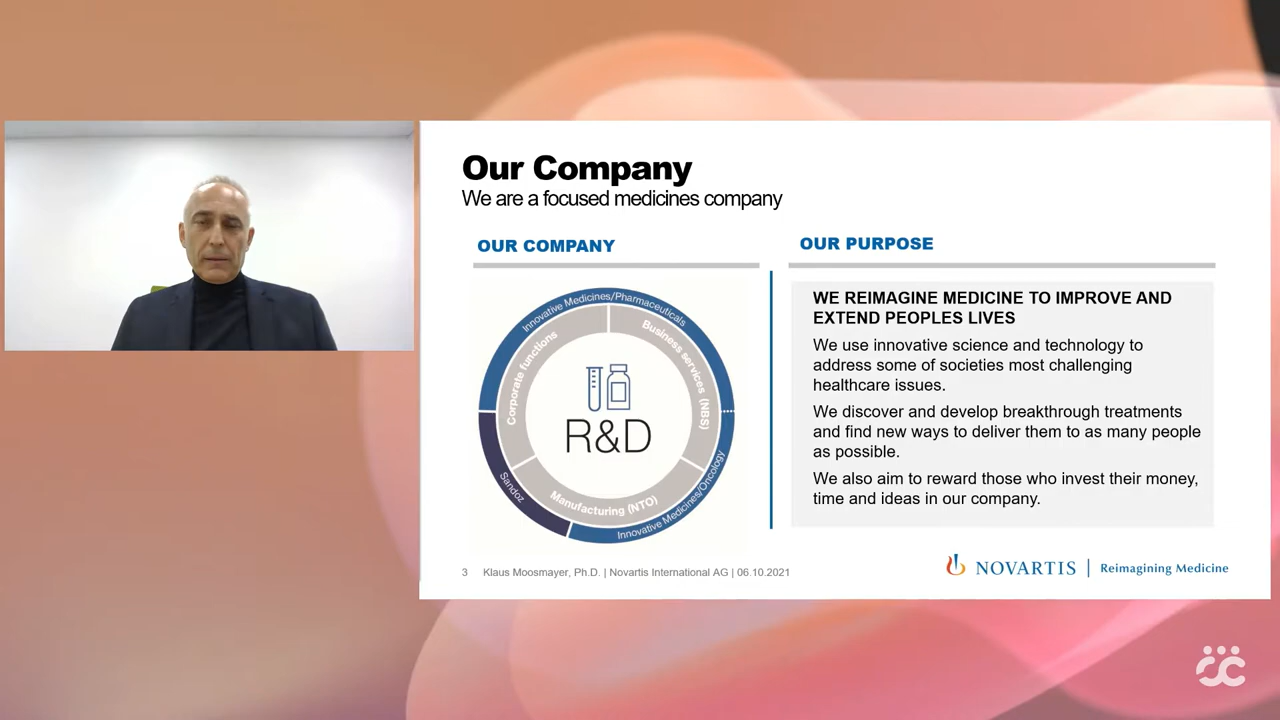 Our Company
We are a focused medicines company
OUR COMPANY
Innovative Medicines/Pharmaceuticals
Corporate functions
Business services (NBS)
R&D
Manufacturing (NTO)
Sandoz
Innovative Medicines/Oncology
OUR PURPOSE
WE REIMAGINE MEDICINE TO IMPROVE AND
EXTEND PEOPLES LIVES
We use innovative science and technology to
address some of societies most challenging
healthcare issues.
We discover and develop breakthrough treatments
and find new ways to deliver them to as many people
as possible.
We also aim to reward those who invest their money,
time and ideas in our company.
3 Klaus Moosmayer, Ph.D. | Novartis International AG | 06.10.2021
NOVARTIS | Reimagining Medicine